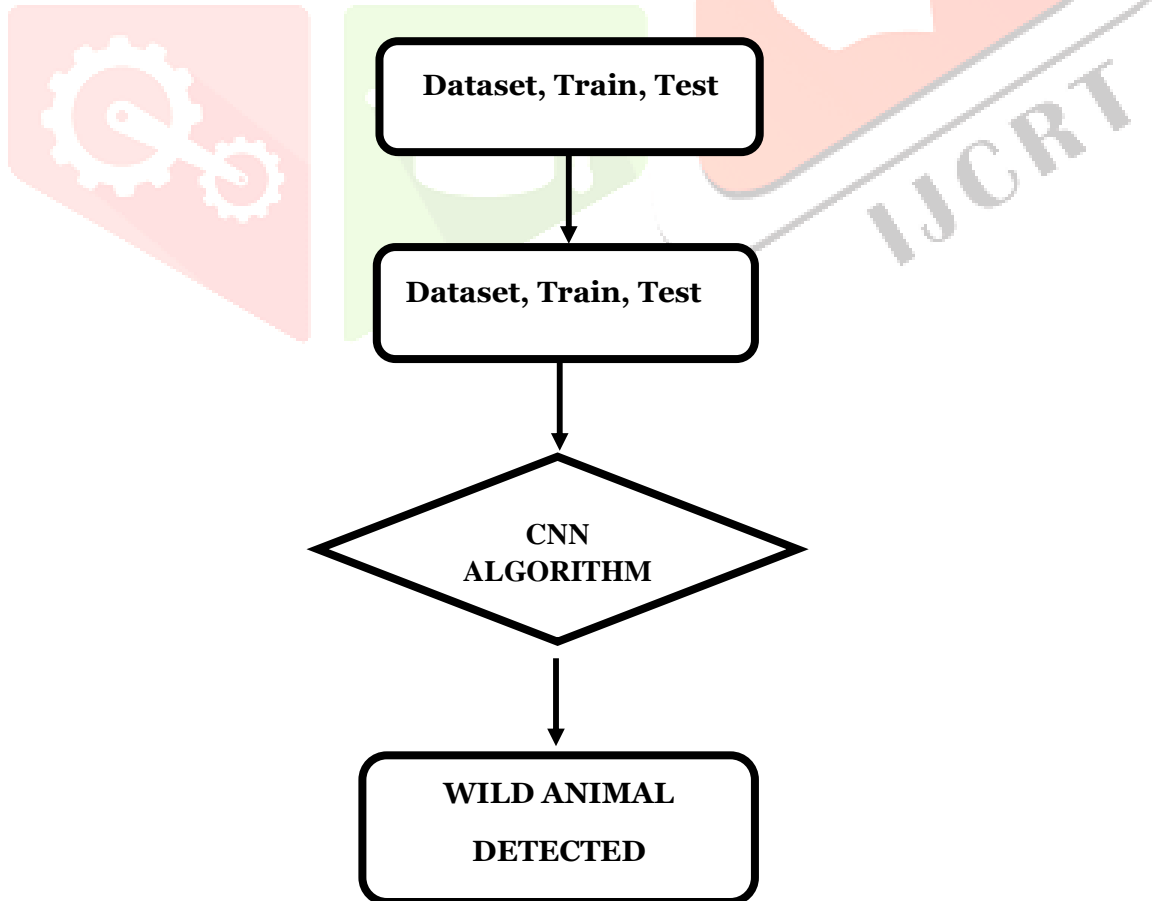 Dataset, Train, Test
IJCRT
Dataset, Train, Test
CNN
ALGORITHM
WILD ANIMAL
DETECTED